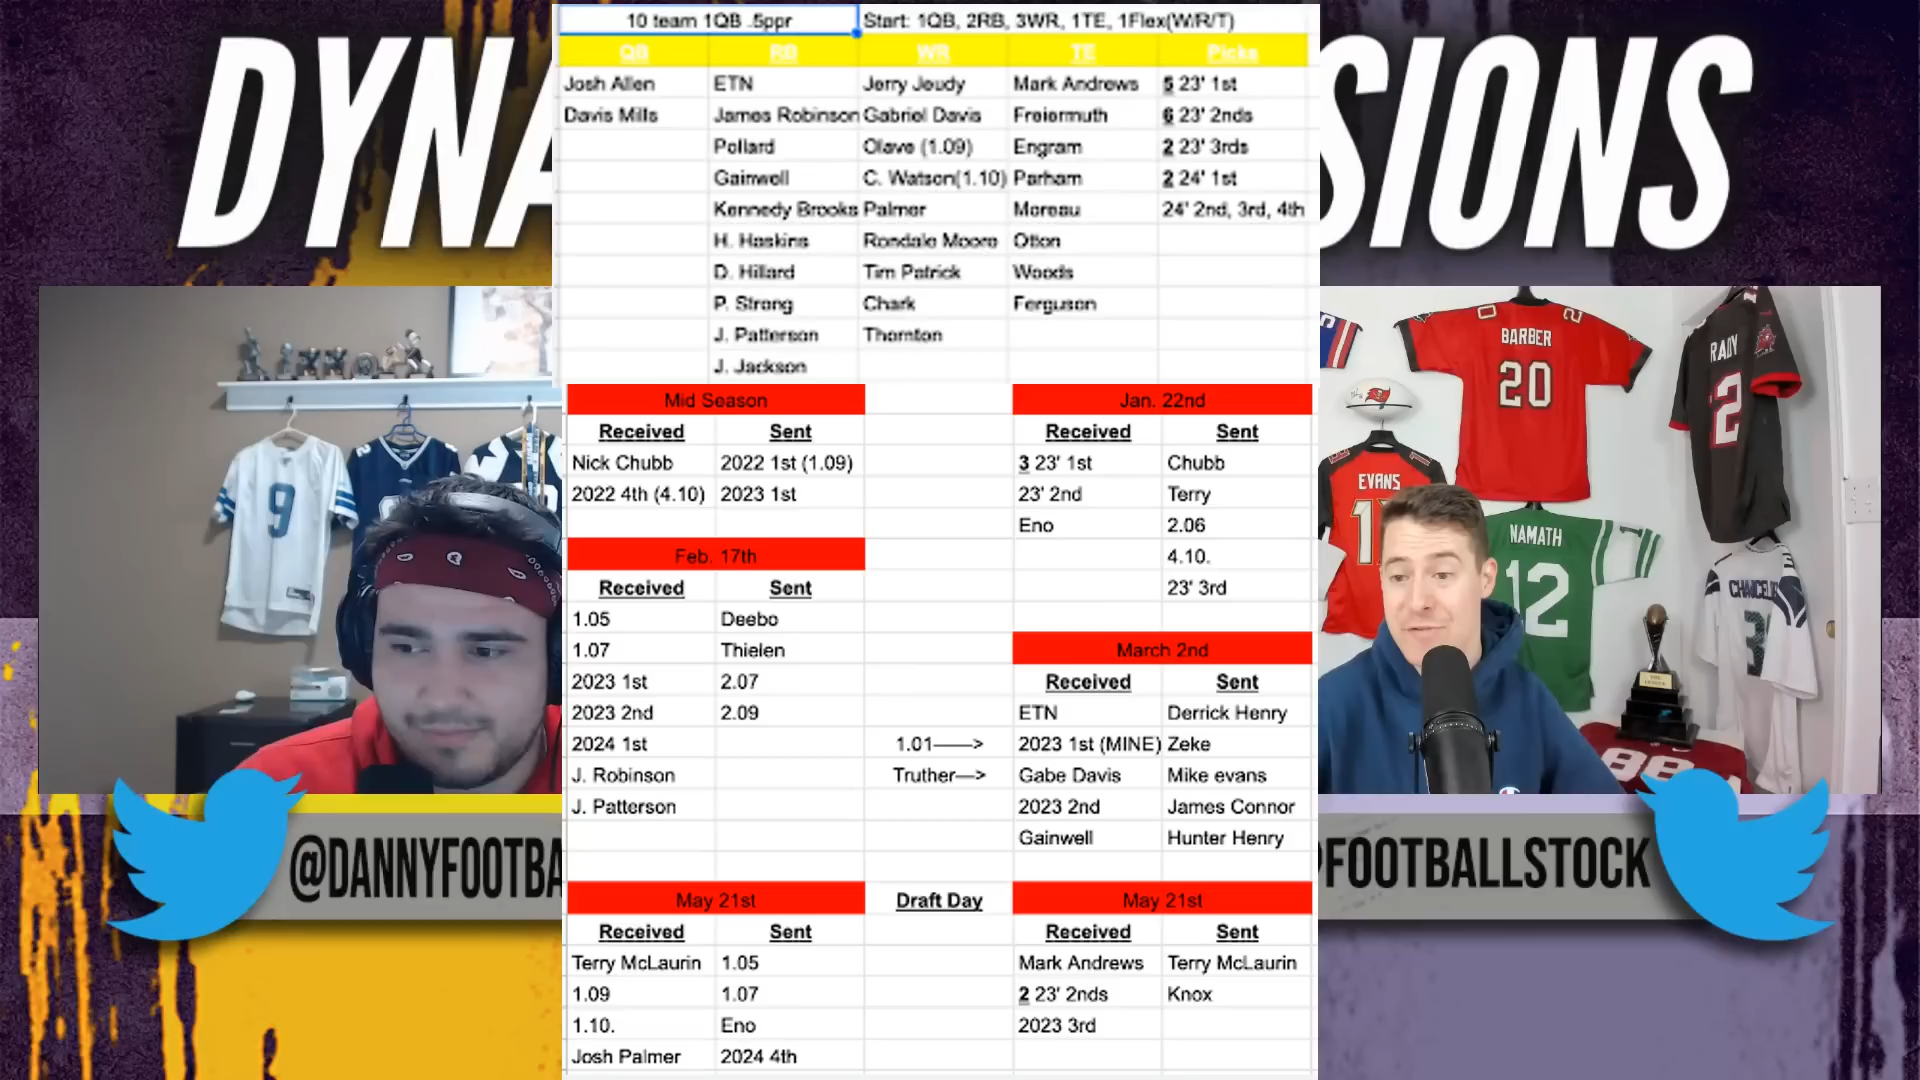 DYNA
SIONS
10 team 1QB .5ppr Start: 1QB, 2RB, 3WR, 1TE, 1Flex(W/R/T)
QB RB WR TE Picks
Josh Allen ETN Jerry Jeudy Mark Andrews 5 23' 1st
Davis Mills James Robinson Gabriel Davis Freiermuth 6 23' 2nds
Pollard Olave (1.09) Engram 2 23' 3rds
Gainwell C. Watson(1.10) Parham 2 24' 1st
Kennedy Brooks Palmer Moreau 24' 2nd, 3rd, 4th
H. Haskins Rondale Moore Otton
D. Hillard Tim Patrick Woods
P. Strong Chark Ferguson
J. Patterson Thornton
J. Jackson
Mid Season Jan. 22nd
Received Sent Received Sent
Nick Chubb 2022 1st (1.09) 3 23' 1st Chubb
2022 4th (4.10) 2023 1st 23' 2nd Terry
Eno 2.06
Feb. 17th 4.10.
Received Sent 23' 3rd
1.05 Deebo
1.07 Thielen March 2nd
2023 1st 2.07 Received Sent
2023 2nd 2.09 ETN Derrick Henry
2024 1st 1.01——> 2023 1st (MINE) Zeke
J. Robinson Truther—> Gabe Davis Mike evans
J. Patterson 2023 2nd James Connor
Gainwell Hunter Henry
May 21st Draft Day May 21st
Received Sent Received Sent
Terry McLaurin 1.05 Mark Andrews Terry McLaurin
1.09 1.07 2 23' 2nds Knox
1.10. Eno 2023 3rd
Josh Palmer 2024 4th
9
BARBER
20
EVANS
1
NAMATH
12
1
RADY
2
CHANCELL
3
88
@DANNYFOOTBA
FOOTBALLSTOCK